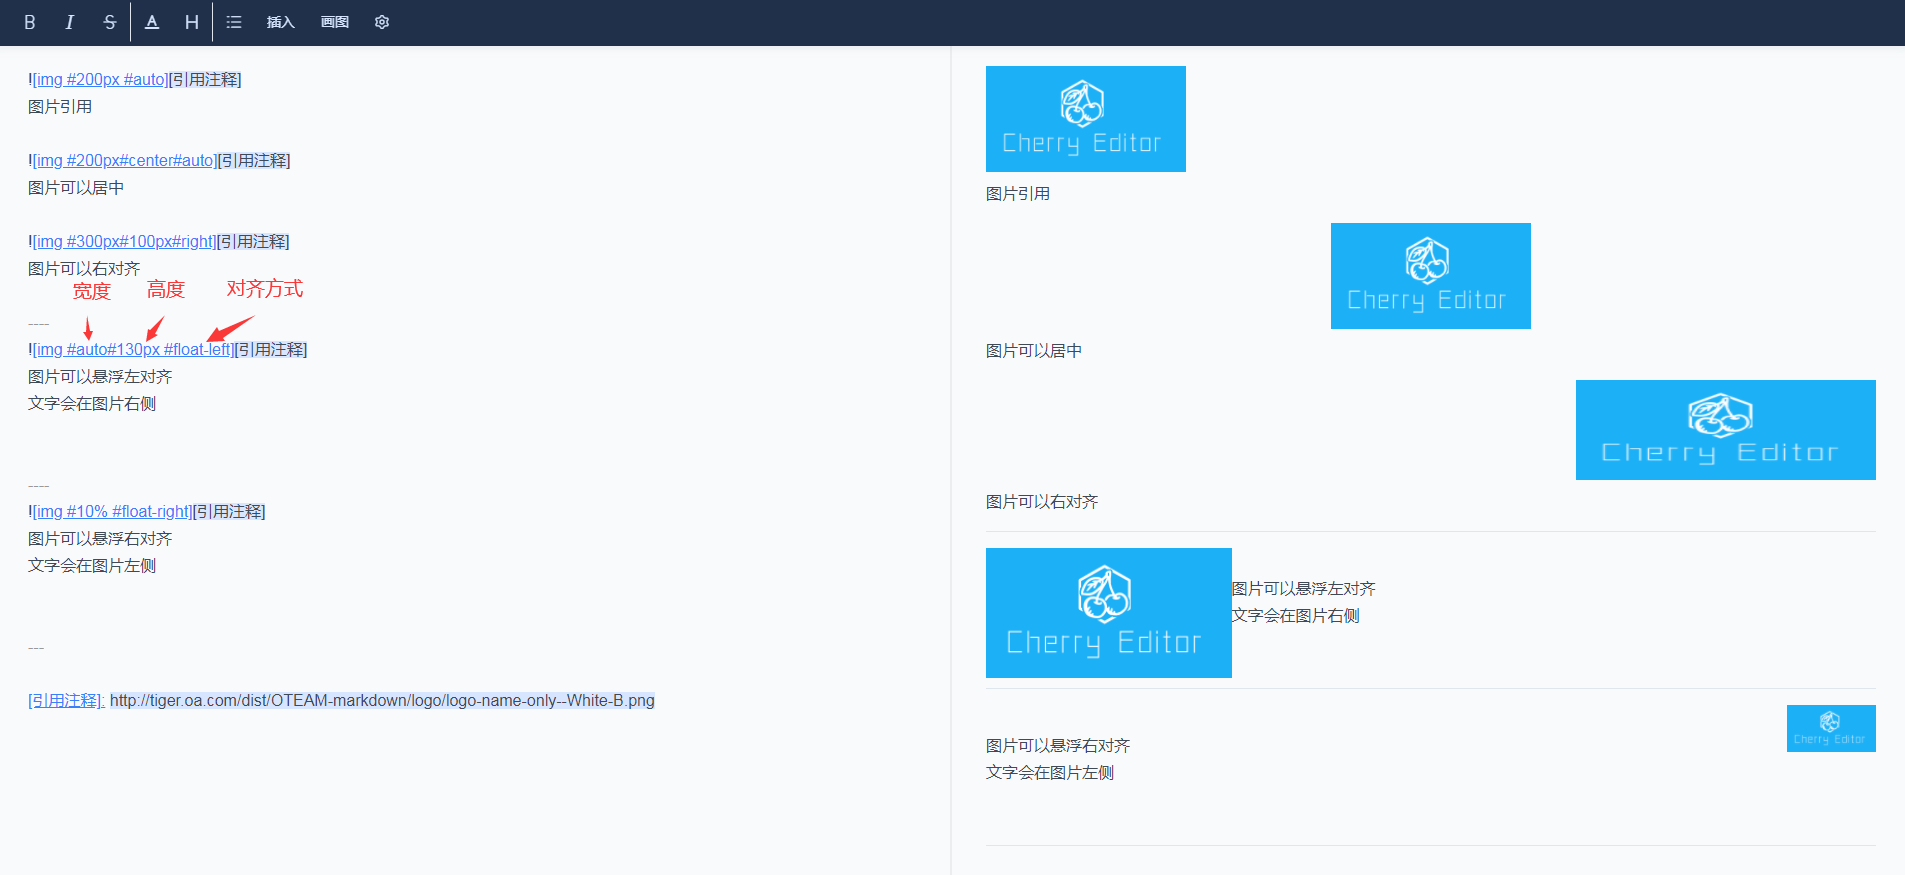 B I S A H 插入 画图
![img #200px #auto][引用注释]
图片引用
![img #200px#center#auto][引用注释]
图片可以居中
![img #300px#100px#right][引用注释]
图片可以右对齐
宽度 高度 对齐方式
----
![img #auto#130px #float-left][引用注释]
图片可以悬浮左对齐
文字会在图片右侧
----
![img #10% #float-right][引用注释]
图片可以悬浮右对齐
文字会在图片左侧
---
[引用注释]: http://tiger.oa.com/dist/OTEAM-markdown/logo/logo-name-only--White-B.png
Cherry Editor
图片引用
Cherry Editor
图片可以居中
Cherry Editor
图片可以右对齐
Cherry Editor
图片可以悬浮左对齐
文字会在图片右侧
Cherry Editor
图片可以悬浮右对齐
文字会在图片左侧